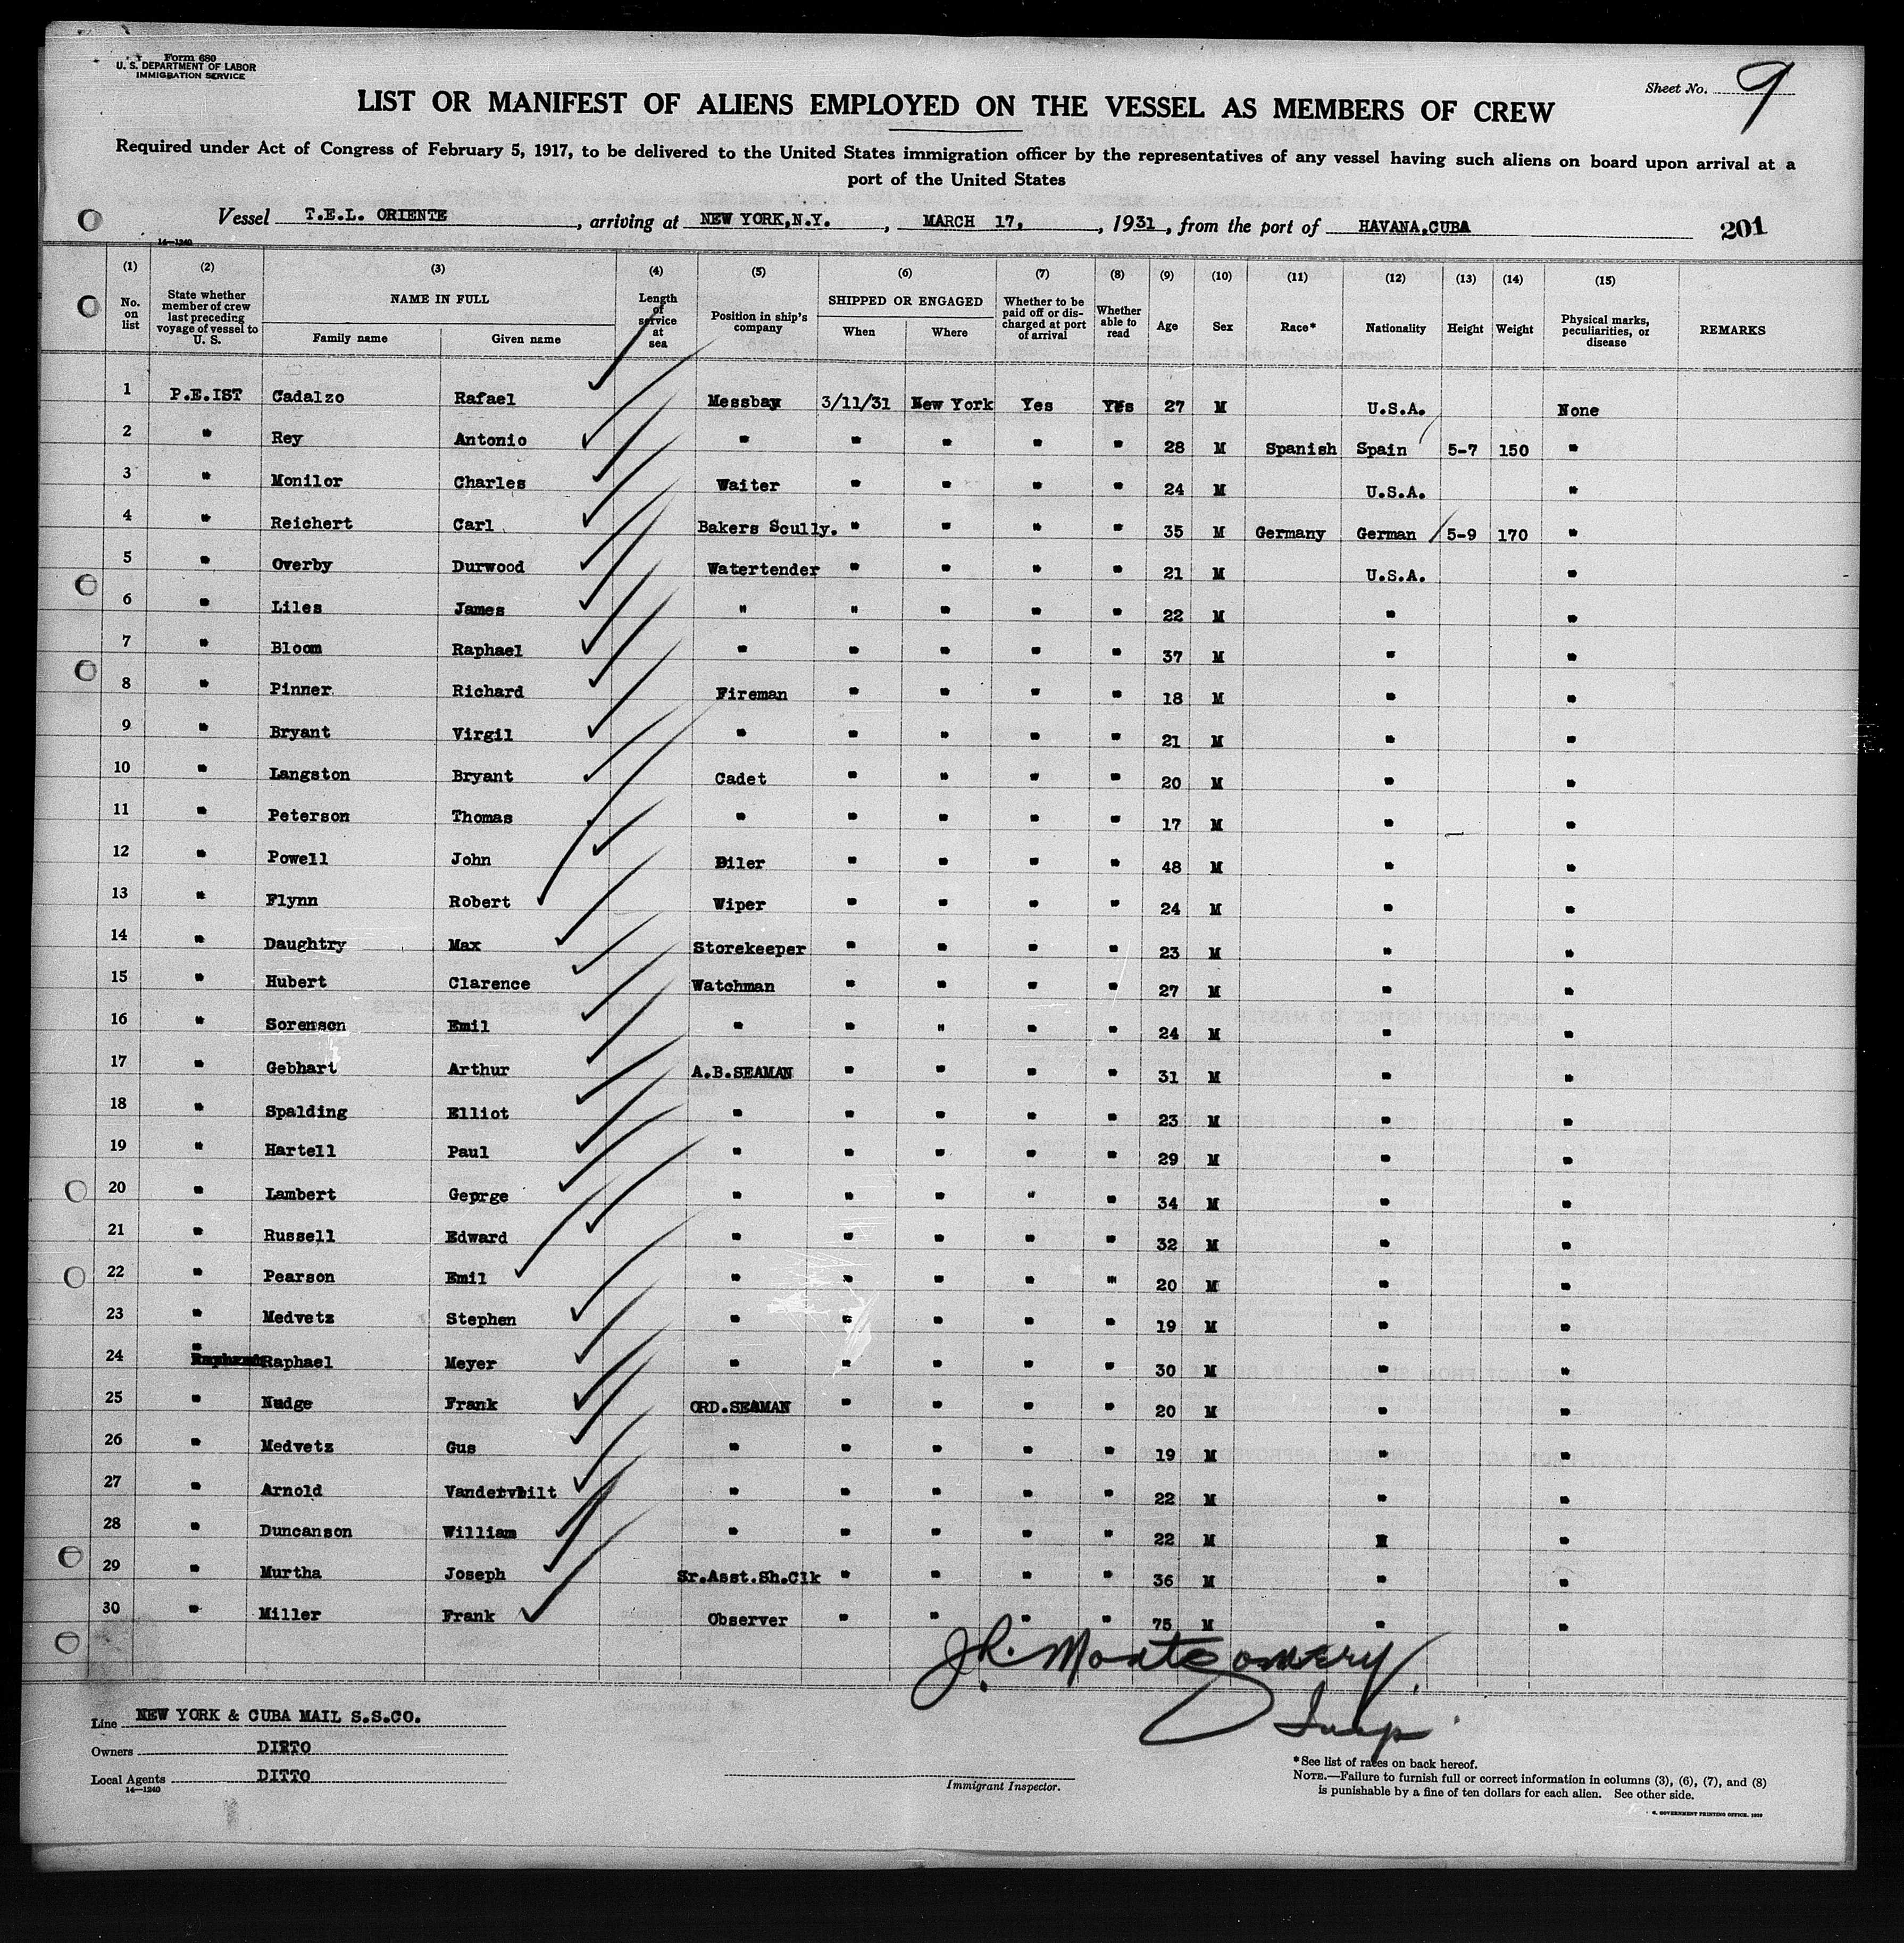 Form 680
U. S. DEPARTMENT OF LABOR
IMMIGRATION SERVICE
Sheet No. 9
LIST OR MANIFEST OF ALIENS EMPLOYED ON THE VESSEL AS MEMBERS OF CREW
Required under Act of Congress of February 5, 1917, to be delivered to the United States immigration officer by the representatives of any vessel having such aliens on board upon arrival at a
port of the United States
Vessel T.E.L. ORIENTE, arriving at NEW YORK,N.Y., MARCH 17, 1931, from the port of HAVANA,CUBA 201
14—1240
(1) (2) (3) (4) (5) (6) (7) (8) (9) (10) (11) (12) (13) (14) (15)
No. on list State whether member of crew last preceding voyage of vessel to U. S. NAME IN FULL Family name Given name Length of service at sea Position in ship's company SHIPPED OR ENGAGED When Where Whether to be paid off or discharged at port of arrival Whether able to read Age Sex Race* Nationality Height Weight Physical marks, peculiarities, or disease REMARKS
1 P.E.IST Cadalzo Rafael Messboy 3/11/31 New York Yes Yes 27 M U.S.A. None
2 " Rey Antonio " " " " " 28 M Spanish Spain 5-7 150 "
3 " Monilor Charles Waiter " " " " 24 M U.S.A. "
4 " Reichert Carl Bakers Scully. " " " " 35 M Germany German 5-9 170 "
5 " Overby Durwood Watertender " " " " 21 M U.S.A. "
6 " Liles James " " " " " 22 M " "
7 " Bloom Raphael " " " " " 37 M " "
8 " Pinner Richard Fireman " " " " 18 M " "
9 " Bryant Virgil " " " " " 21 M " "
10 " Langston Bryant Cadet " " " " 20 M " "
11 " Peterson Thomas " " " " " 17 M " "
12 " Powell John Oiler " " " " 48 M " "
13 " Flynn Robert Wiper " " " " 24 M " "
14 " Daughtry Max Storekeeper " " " " 23 M " "
15 " Hubert Clarence Watchman " " " " 27 M " "
16 " Sorenson Emil " " " " " 24 M " "
17 " Gebhart Arthur A.B.SEAMAN " " " " 31 M " "
18 " Spalding Elliot " " " " " 23 M " "
19 " Hartell Paul " " " " " 29 M " "
20 " Lambert George " " " " " 34 M " "
21 " Russell Edward " " " " " 32 M " "
22 " Pearson Emil " " " " " 20 M " "
23 " Medvetz Stephen " " " " " 19 M " "
24 " Raphael Meyer " " " " " 30 M " "
25 " Nudge Frank ORD.SEAMAN " " " " 20 M " "
26 " Medvetz Gus " " " " " 19 M " "
27 " Arnold Vandervbilt " " " " " 22 M " "
28 " Duncanson William " " " " " 22 M " "
29 " Murtha Joseph Sr.Asst.Sh.Clk " " " " 36 M " "
30 " Miller Frank Observer " " " " 75 M " "
J.R. Montgomery
Insp
Line NEW YORK & CUBA MAIL S.S.CO.
Owners DITTO
Local Agents DITTO
14—1240
Immigrant Inspector.
*See list of races on back hereof.
NOTE.—Failure to furnish full or correct information in columns (3), (6), (7), and (8)
is punishable by a fine of ten dollars for each alien. See other side.
GOVERNMENT PRINTING OFFICE. 1929